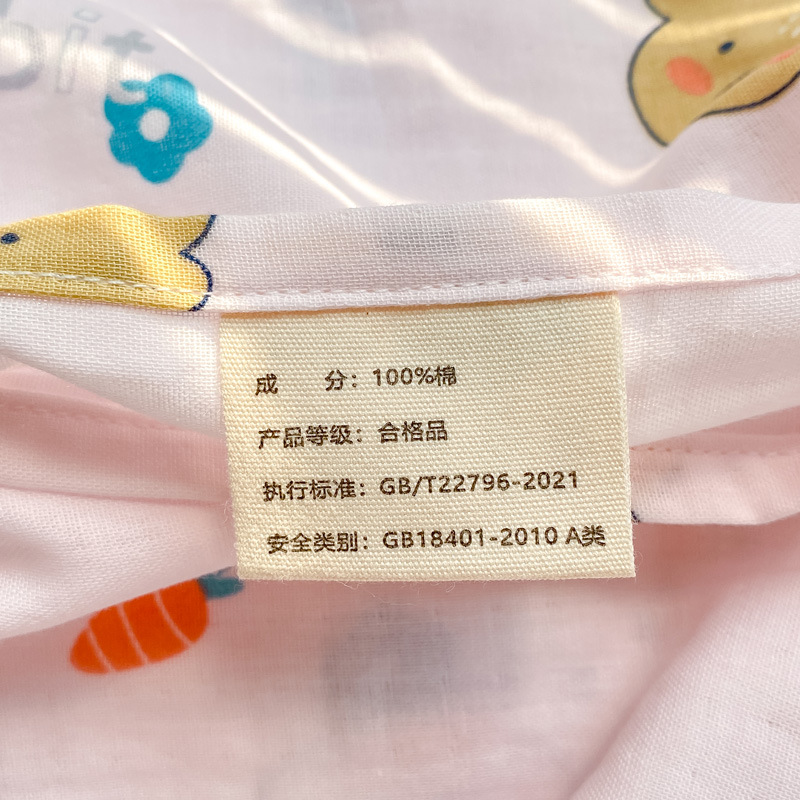 成 分：100%棉
产品等级：合格品
执行标准：GB/T22796-2021
安全类别：GB18401-2010 A类